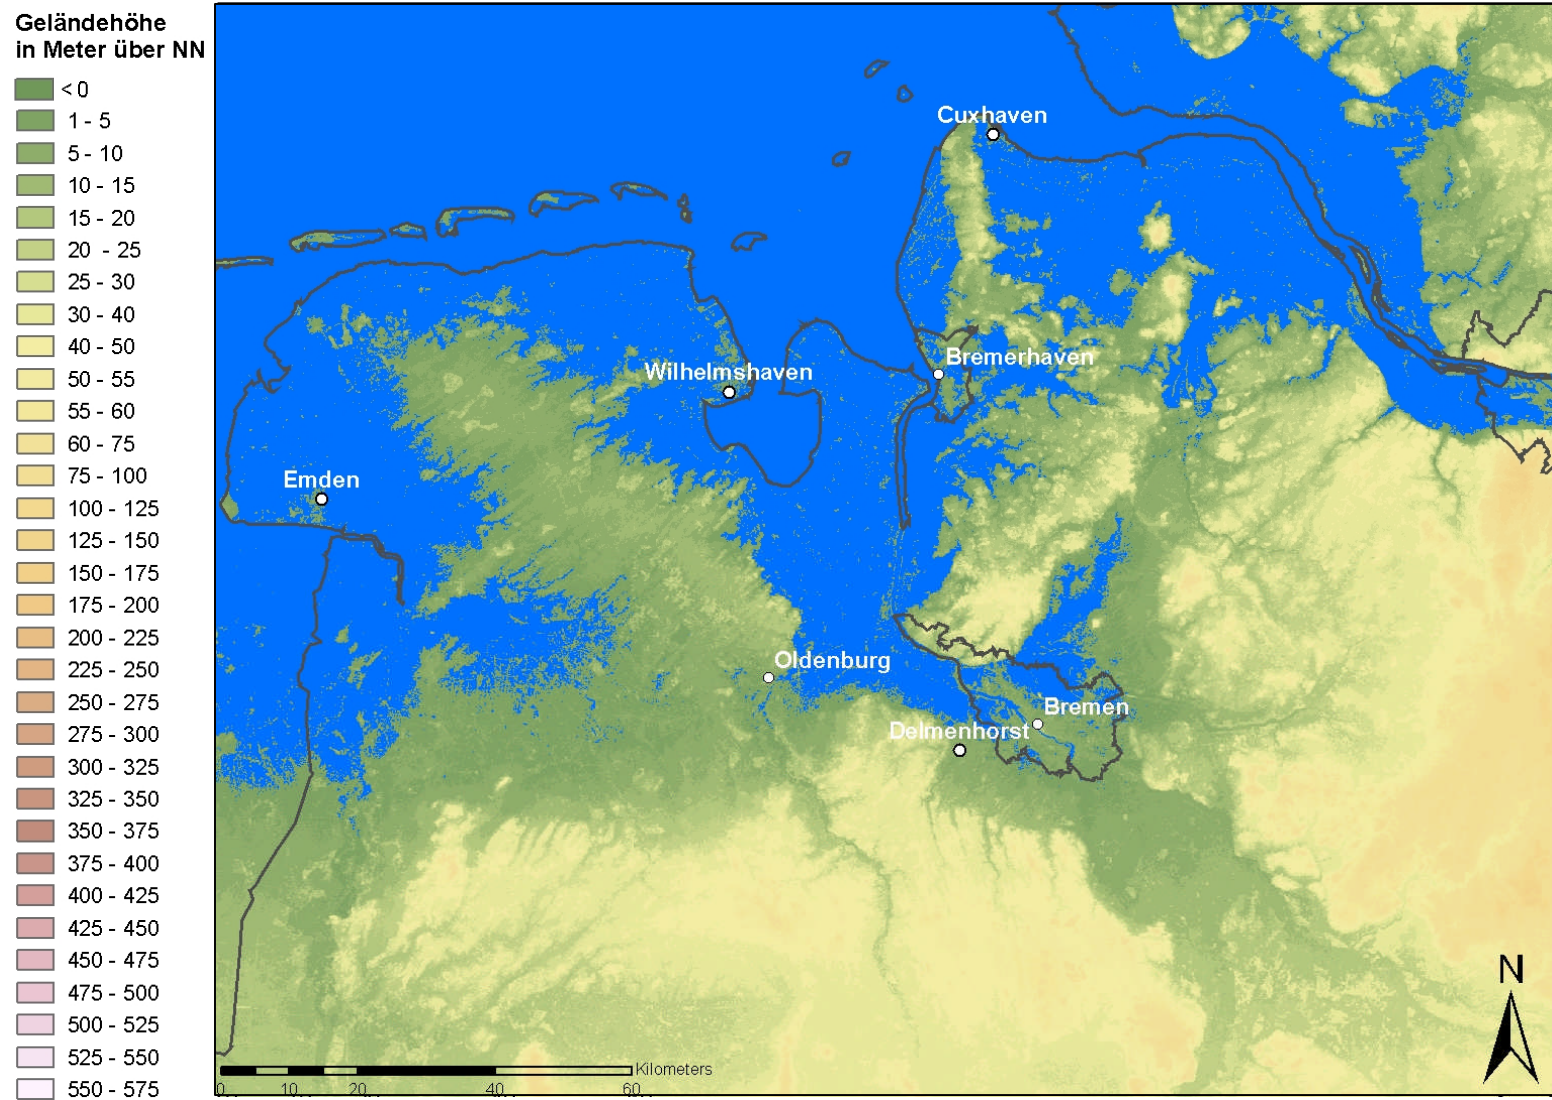 Geländehöhe
in Meter über NN
< 0
1 - 5
5 - 10
10 - 15
15 - 20
20 - 25
25 - 30
30 - 40
40 - 50
50 - 55
55 - 60
60 - 75
75 - 100
100 - 125
125 - 150
150 - 175
175 - 200
200 - 225
225 - 250
250 - 275
275 - 300
300 - 325
325 - 350
350 - 375
375 - 400
400 - 425
425 - 450
450 - 475
475 - 500
500 - 525
525 - 550
550 - 575
Cuxhaven
Bremerhaven
Wilhelmshaven
Emden
Oldenburg
Bremen
Delmenhorst
N
Kilometers
0 10 20 40 60